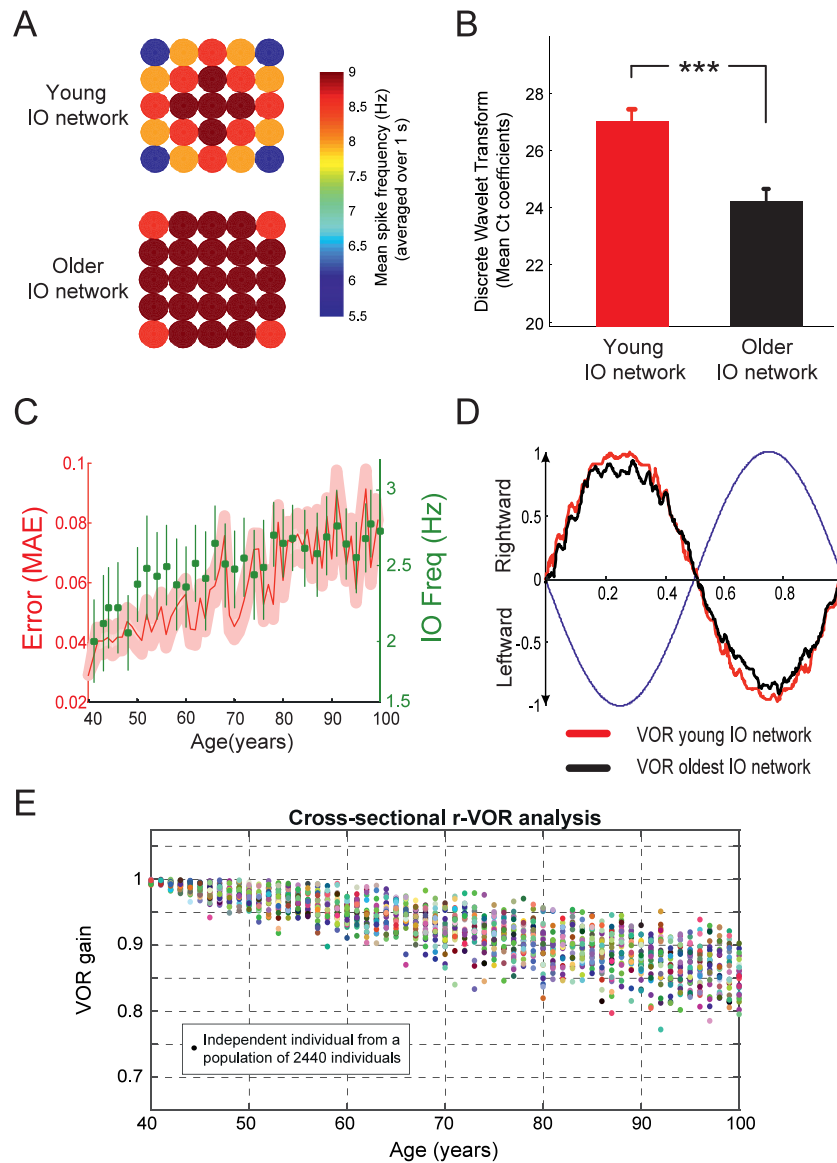 A
Young
IO network
Older
IO network
9
8.5
8
7.5
7
6.5
6
5.5
Mean spike frequency (Hz)
(averaged over 1 s)
B
***
Discrete Wavelet Transform
(Mean Ct coefficients)
28
26
24
22
20
Young
IO network
Older
IO network
C
Error (MAE)
0.1
0.08
0.06
0.04
0.02
IO Freq (Hz)
3
2.5
2
1.5
40 50 60 70 80 90 100
Age(years)
D
Rightward
Leftward
1
0.5
0
-0.5
-1
0.2 0.4 0.6 0.8
VOR young IO network
VOR oldest IO network
E
Cross-sectional r-VOR analysis
VOR gain
1
0.9
0.8
0.7
Independent individual from a
population of 2440 individuals
40 50 60 70 80 90 100
Age (years)